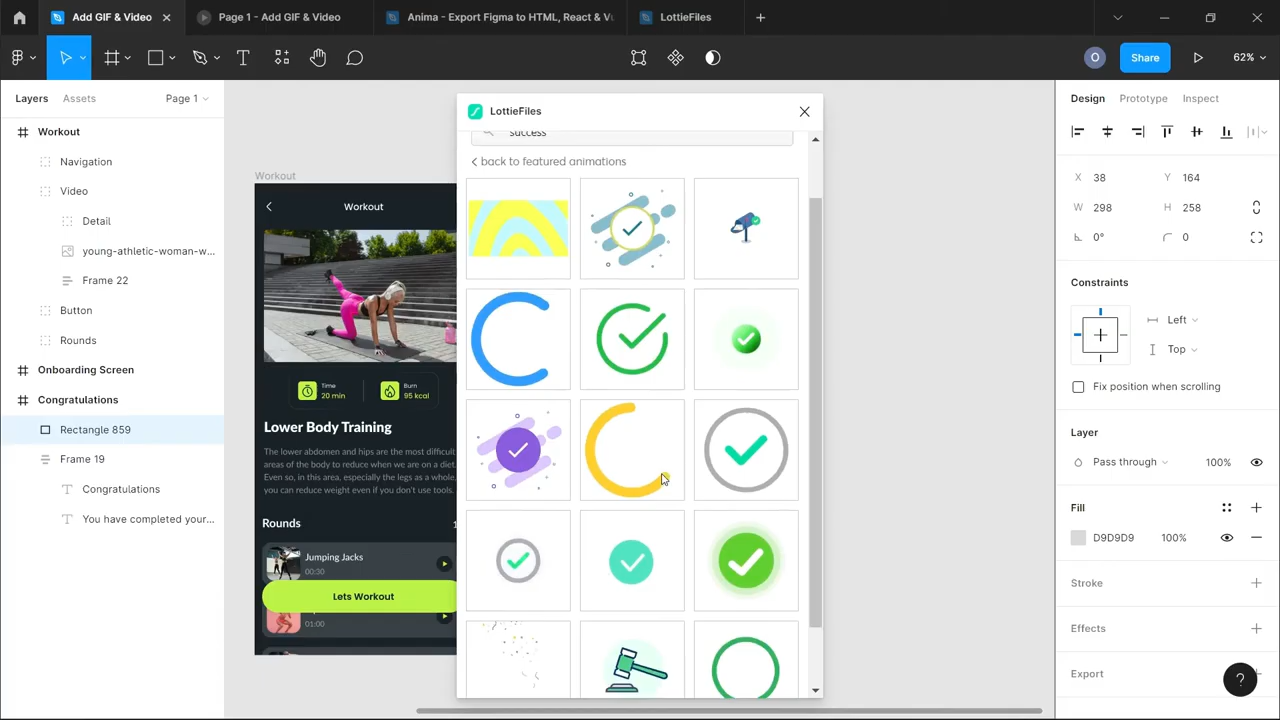 Add GIF & Video
Page 1 - Add GIF & Video
Anima - Export Figma to HTML, React & Vu
LottieFiles
O
Share
62%
Layers
Assets
Page 1
Workout
Navigation
Video
Detail
young-athletic-woman-w...
Frame 22
Button
Rounds
Onboarding Screen
Congratulations
Rectangle 859
Frame 19
Congratulations
You have completed your...
Workout
Workout
Time
20 min
Burn
95 kcal
Lower Body Training
The lower abdomen and hips are the most difficult
areas of the body to reduce when we are on a diet.
Even so, in this area, especially the legs as a whole,
you can reduce weight even if you don't use tools.
Rounds
1
Jumping Jacks
00:30
Lets Workout
01:00
LottieFiles
success
back to featured animations
Design
Prototype
Inspect
X 38
Y 164
W 298
H 258
0°
0
Constraints
Left
Top
Fix position when scrolling
Layer
Pass through
100%
Fill
D9D9D9
100%
Stroke
Effects
Export
?